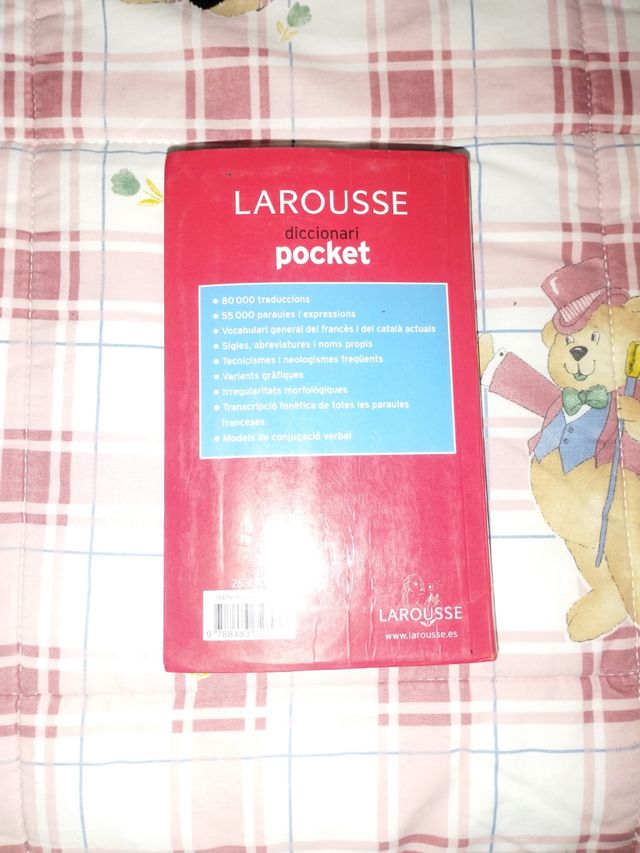 LAROUSSE
diccionari
pocket
80 000 traduccions
55 000 paraules i expressions
Vocabulari general del francès i del català actuals
Sigles, abreviatures i noms propis
Tecnicismes i neologismes freqüents
Variants gràfiques
Irregularitats morfològiques
Transcripció fonètica de totes les paraules
franceses
Models de conjugació verbal
ISBN
LAROUSSE
www.larousse.es